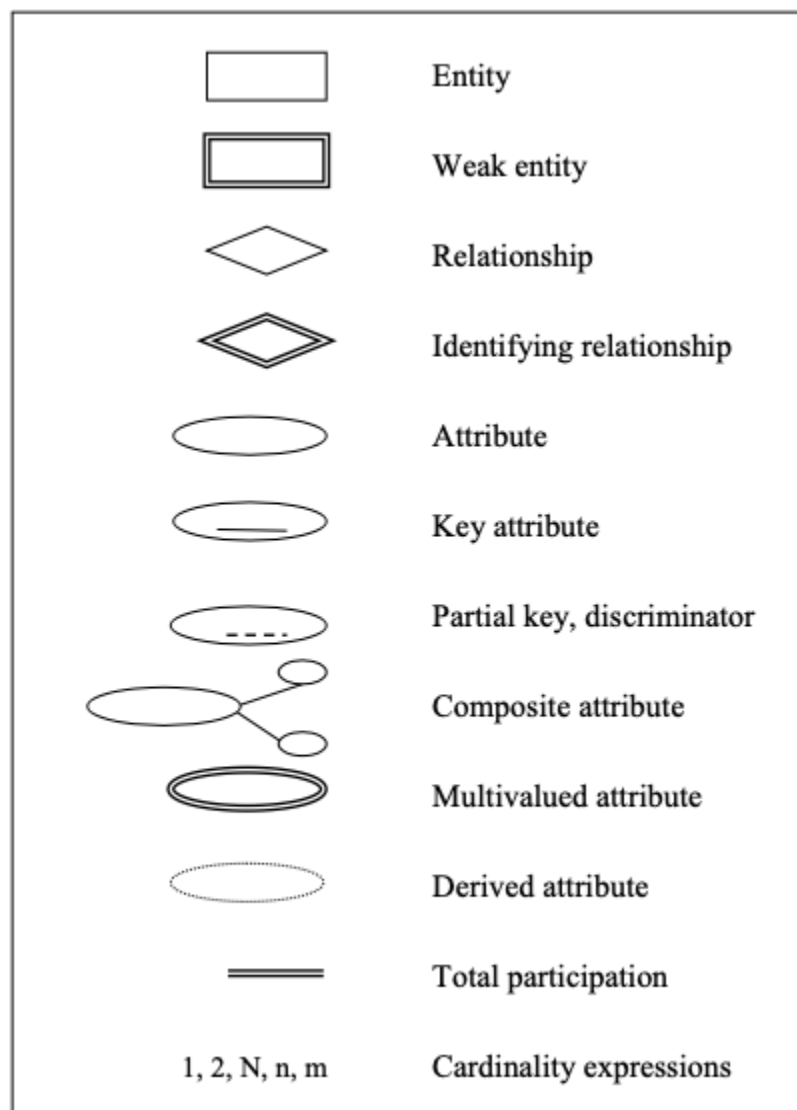 Entity
Weak entity
Relationship
Identifying relationship
Attribute
Key attribute
Partial key, discriminator
Composite attribute
Multivalued attribute
Derived attribute
Total participation
1, 2, N, n, m Cardinality expressions